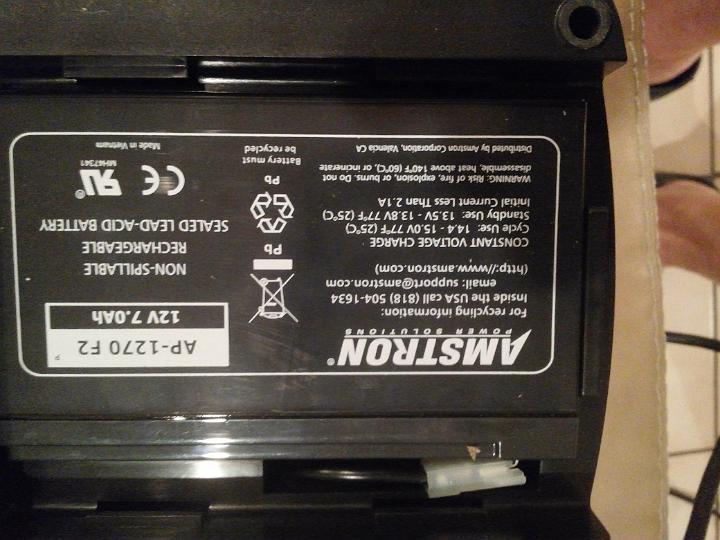 AMSTRON®
POWER SOLUTIONS
For recycling information:
Inside the USA call (818) 504-1634
email: support@amstron.com
(http://www.amstron.com)
CONSTANT VOLTAGE CHARGE
Cycle Use: 14.4 - 15.0V 77°F (25°C)
Standby Use: 13.5V - 13.8V 77°F (25°C)
Initial Current Less Than 2.1A
WARNING: Risk of fire, explosion, or burns. Do not
disassemble, heat above 140°F (60°C), or incinerate
Distributed by Amstron Corporation, Valencia CA
Pb
Pb
Battery must
be recycled
AP-1270 F2
P
12V 7.0Ah
NON-SPILLABLE
RECHARGEABLE
SEALED LEAD-ACID BATTERY
CE
MH47341
Made in Vietnam